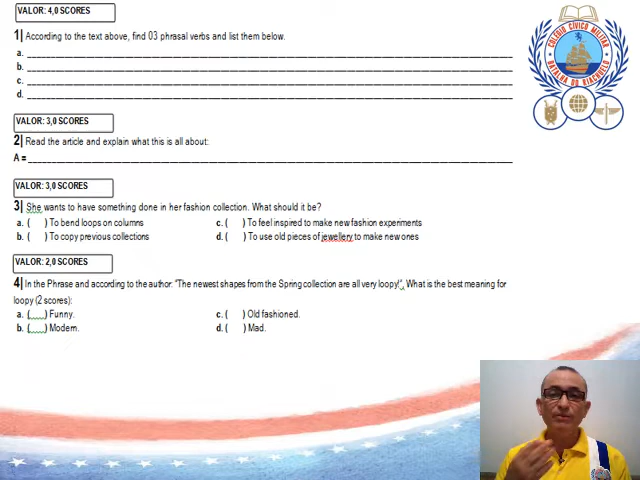 VALOR: 4,0 SCORES
1| According to the text above, find 03 phrasal verbs and list them below.
a.
b.
c.
d.
COLÉGIO CÍVICO MILITAR
BATALHA DO RIACHUELO
VALOR: 3,0 SCORES
2| Read the article and explain what this is all about:
A =
VALOR: 3,0 SCORES
3| She wants to have something done in her fashion collection. What should it be?
a. ( ) To bend loops on columns
c. ( ) To feel inspired to make new fashion experiments
b. ( ) To copy previous collections
d. ( ) To use old pieces of jewellery to make new ones
VALOR: 2,0 SCORES
4| In the Phrase and according to the author: "The newest shapes from the Spring collection are all very loopy!", What is the best meaning for
loopy (2 scores):
a. ( ) Funny.
c. ( ) Old fashioned.
b. ( ) Modern.
d. ( ) Mad.